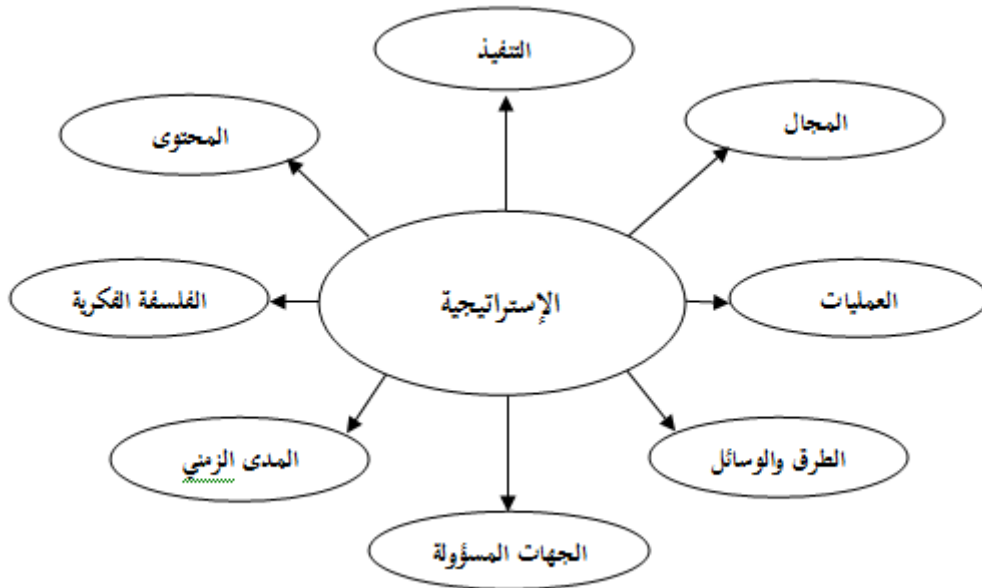 التنفيذ
المجال
المحتوى
العمليات
الإستراتيجية
الفلسفة الفكرية
الطرق والوسائل
المدى الزمني
الجهات المسؤولة